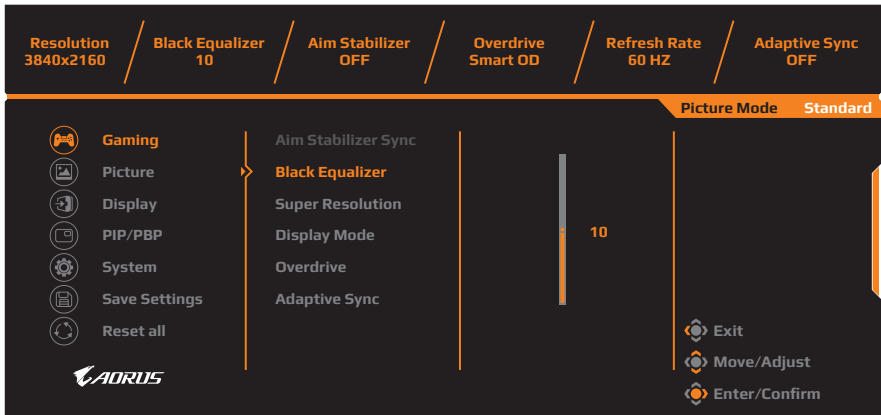 Resolution
3840x2160
Black Equalizer
10
Aim Stabilizer
OFF
Overdrive
Smart OD
Refresh Rate
60 HZ
Adaptive Sync
OFF
Picture Mode Standard
Gaming
Picture
Display
PIP/PBP
System
Save Settings
Reset all
AORUS
Aim Stabilizer Sync
Black Equalizer
Super Resolution
Display Mode
Overdrive
Adaptive Sync
10
Exit
Move/Adjust
Enter/Confirm